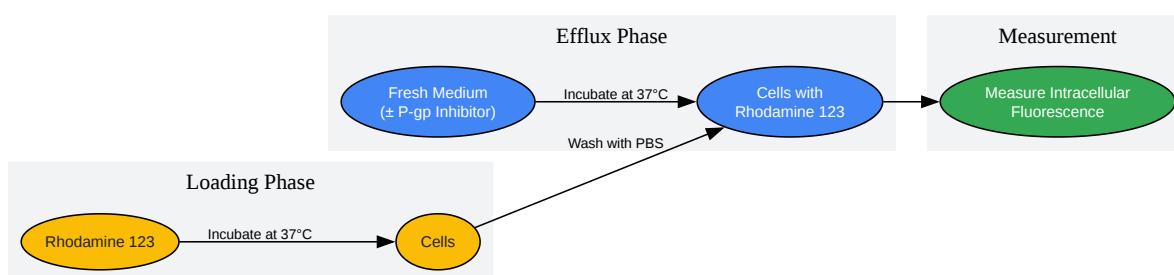 Efflux Phase
Measurement
Fresh Medium
(± P-gp Inhibitor)
Incubate at 37°C
Cells with
Rhodamine 123
Measure Intracellular
Fluorescence
Wash with PBS
Loading Phase
Rhodamine 123
Incubate at 37°C
Cells